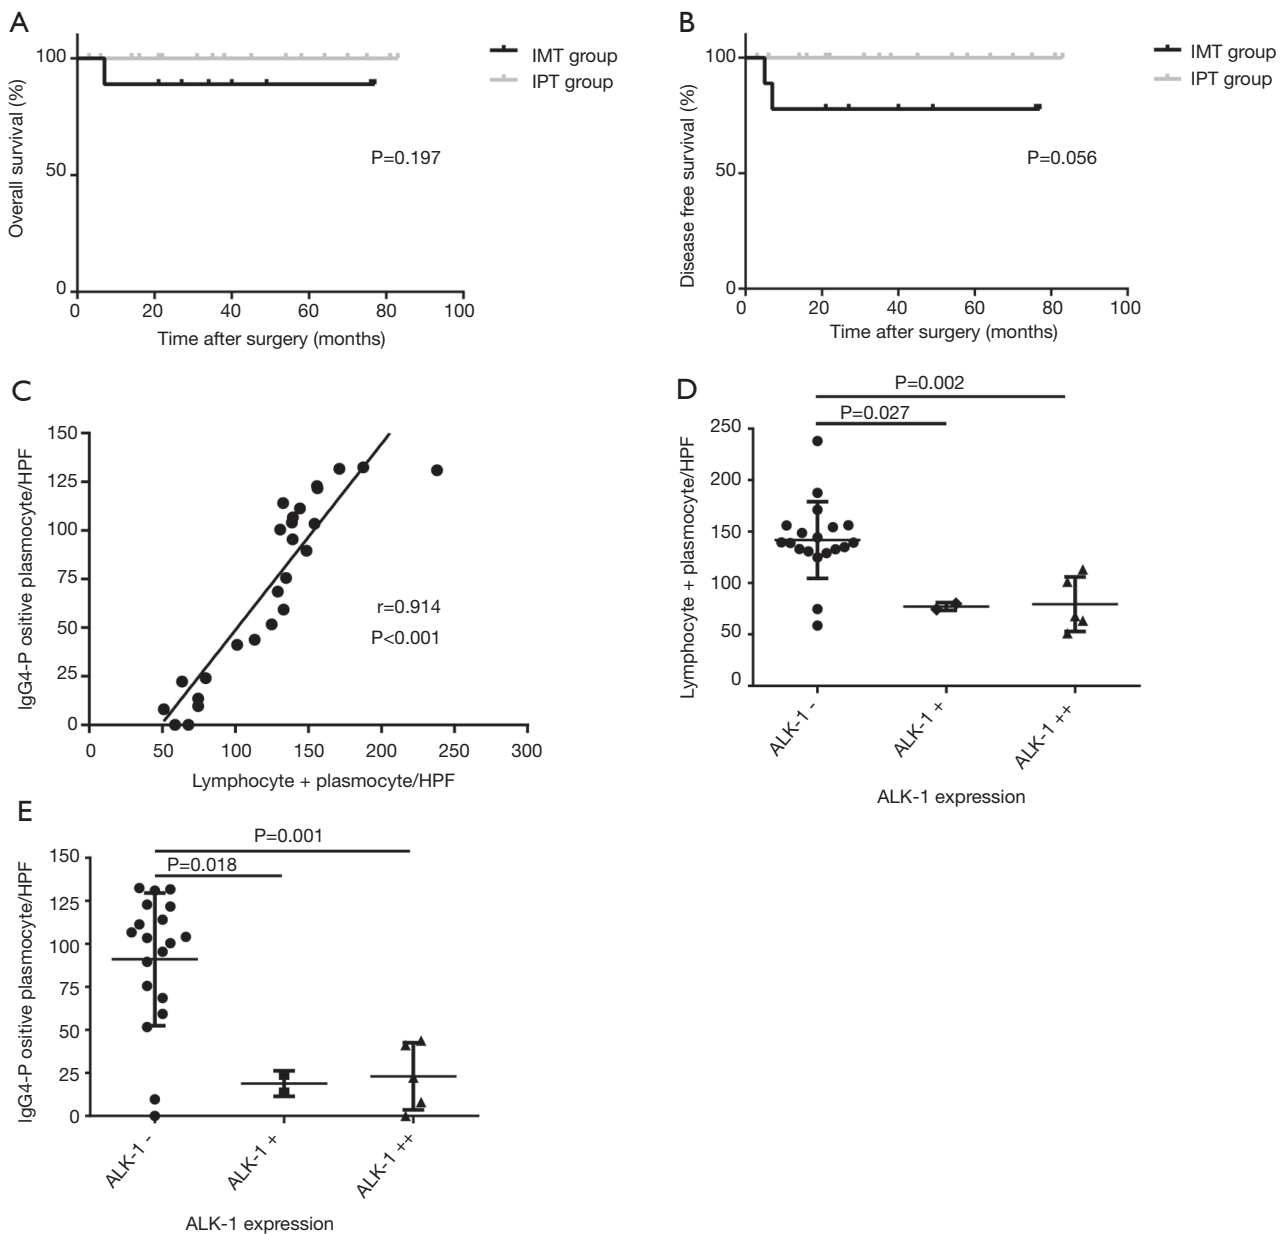 A
100
50
0
Overall survival (%)
0 20 40 60 80 100
Time after surgery (months)
P=0.197
IMT group
IPT group
B
100
50
0
Disease free survival (%)
0 20 40 60 80 100
Time after surgery (months)
P=0.056
IMT group
IPT group
C
150
125
100
75
50
25
0
IgG4-P ositive plasmocyte/HPF
r=0.914
P<0.001
0 50 100 150 200 250 300
Lymphocyte + plasmocyte/HPF
D
P=0.002
P=0.027
250
200
150
100
50
0
Lymphocyte + plasmocyte/HPF
ALK-1 -
ALK-1 +
ALK-1 ++
ALK-1 expression
E
P=0.001
P=0.018
150
125
100
75
50
25
0
IgG4-P ositive plasmocyte/HPF
ALK-1 -
ALK-1 +
ALK-1 ++
ALK-1 expression